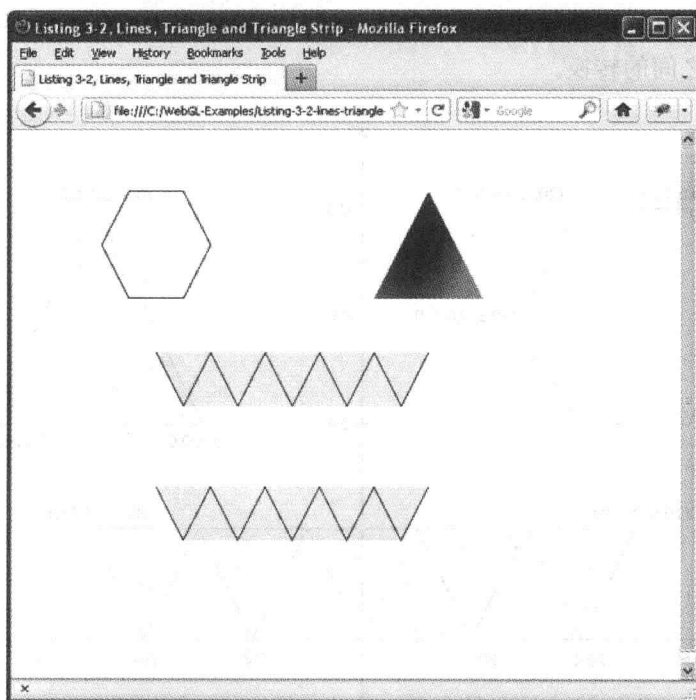 Listing 3-2, Lines, Triangle and Triangle Strip - Mozilla Firefox
File Edit View History Bookmarks Tools Help
Listing 3-2, Lines, Triangle and Triangle Strip
file:///C:/WebGL-Examples/Listing-3-2-lines-triangle
Google